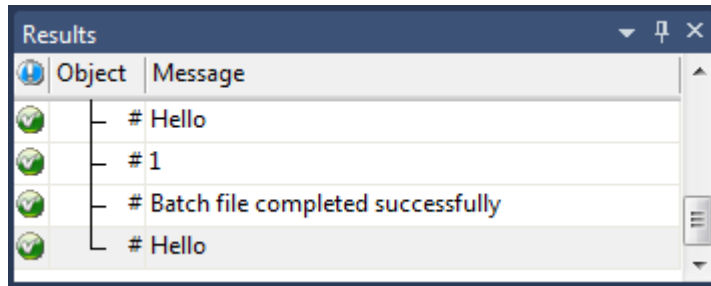 Results
Object Message
# Hello
# 1
# Batch file completed successfully
# Hello